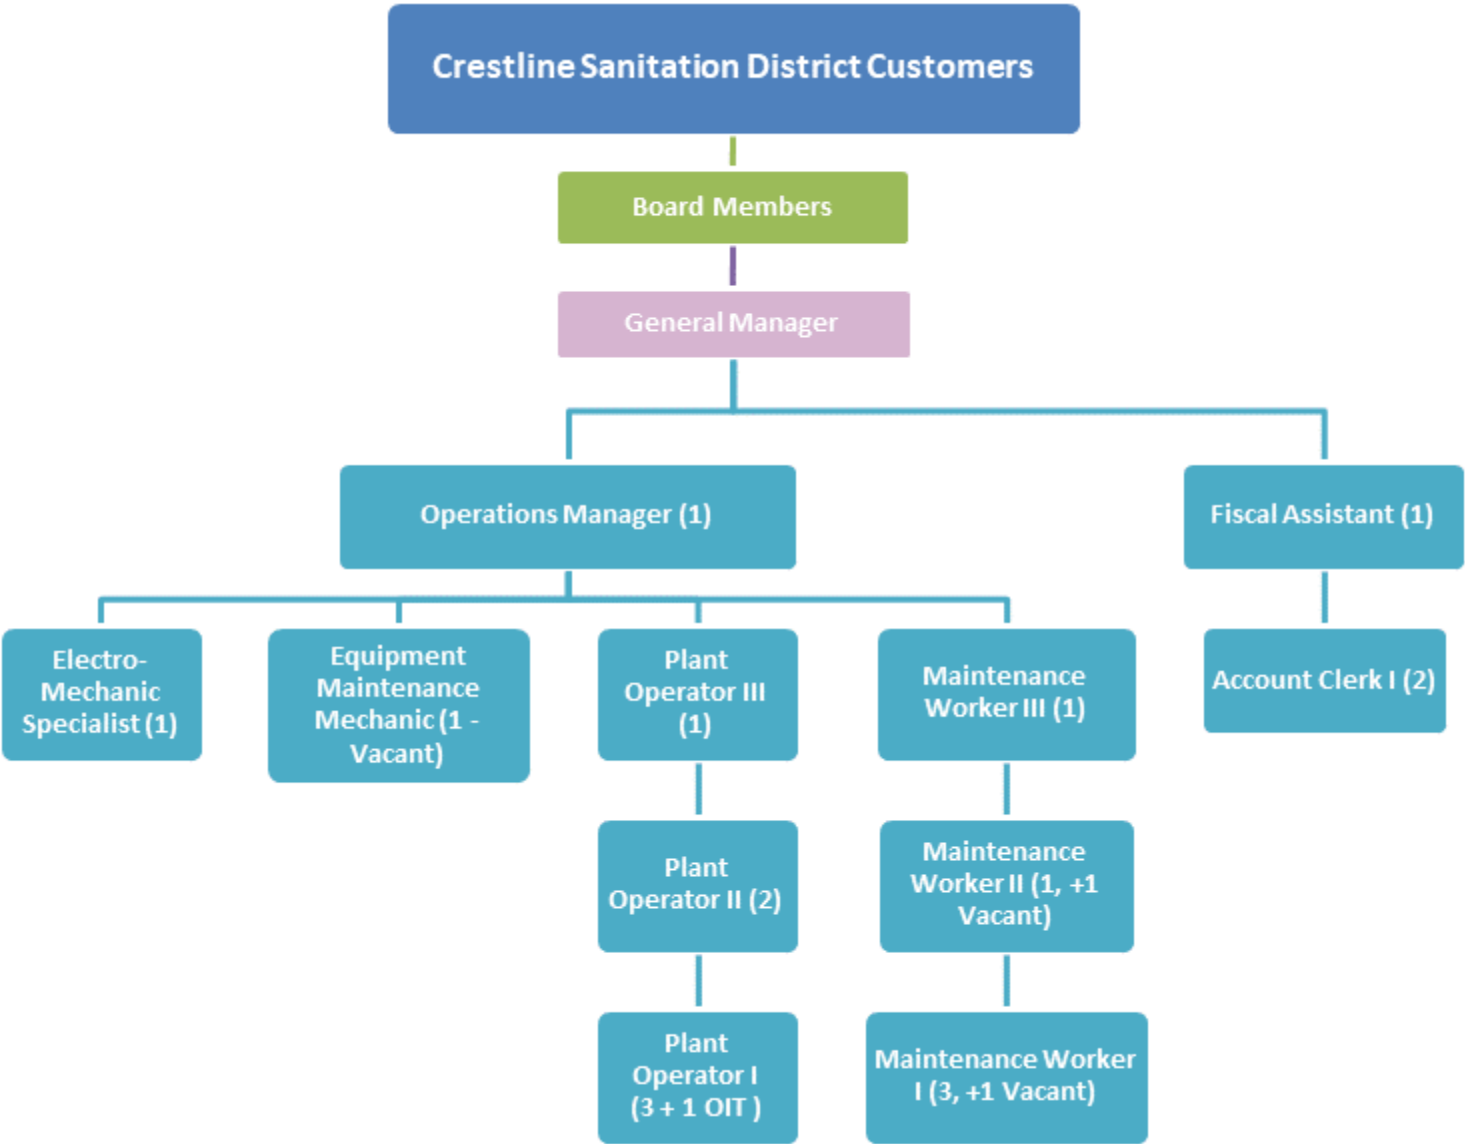 Crestline Sanitation District Customers
Board Members
General Manager
Operations Manager (1)
Fiscal Assistant (1)
Electro-
Mechanic
Specialist (1)
Equipment
Maintenance
Mechanic (1 -
Vacant)
Plant
Operator III
(1)
Maintenance
Worker III (1)
Account Clerk I (2)
Plant
Operator II (2)
Maintenance
Worker II (1, +1
Vacant)
Plant
Operator I
(3 + 1 OIT )
Maintenance Worker
I (3, +1 Vacant)